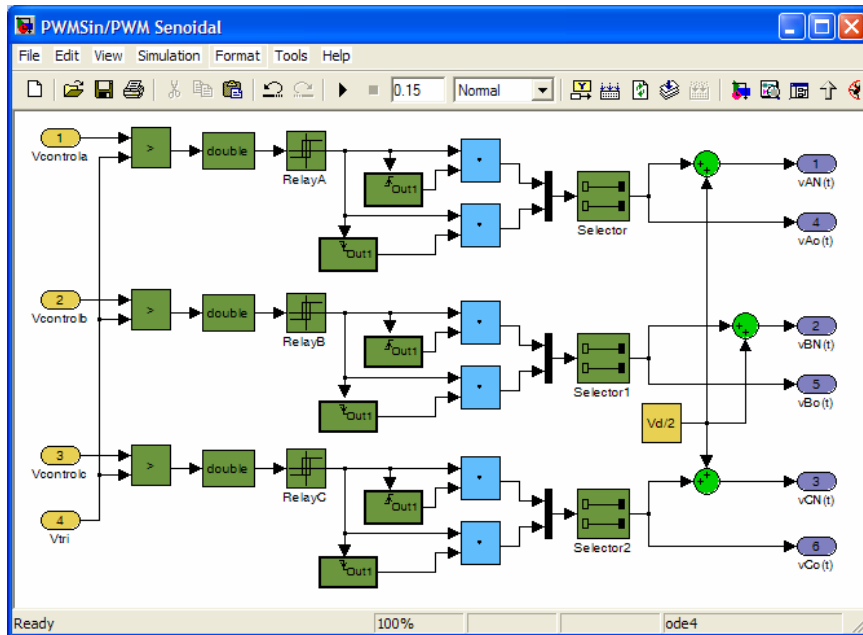 PWMSin/PWM Senoidal
File Edit View Simulation Format Tools Help
0.15 Normal
1
Vcontrola
>
double
RelayA
Out1
Out1
Selector
1
vAN(t)
4
vAo(t)
2
Vcontrolb
>
double
RelayB
Out1
Out1
Selector1
2
vBN(t)
5
vBo(t)
Vd/2
3
Vcontrolc
>
double
RelayC
Out1
Out1
Selector2
3
vCN(t)
6
vCo(t)
4
Vtri
Ready 100% ode4